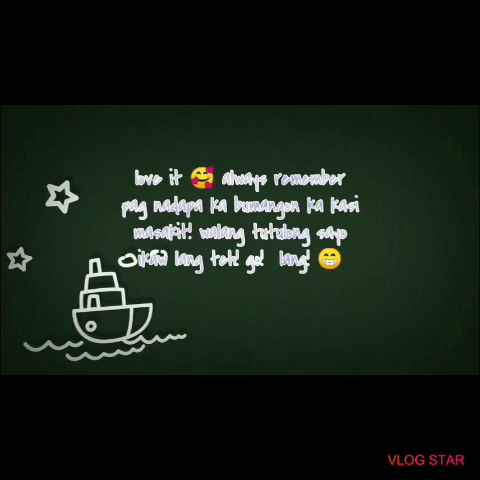 love it 🥰 always remember
pag nadapa ka bumangon ka kasi
masakit! walang tutulong sayo
ikaw lang teh! go! lang! 😁
VLOG STAR